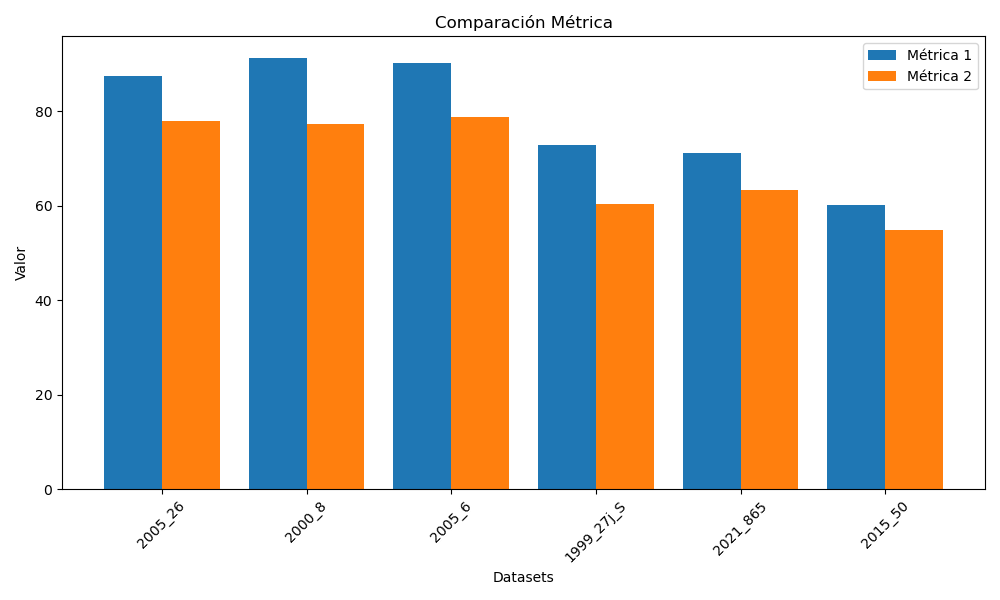 Comparación Métrica
Métrica 1
Métrica 2
Valor
80
60
40
20
0
2005_26
2000_8
2005_6
1999_27j_S
2021_865
2015_50
Datasets